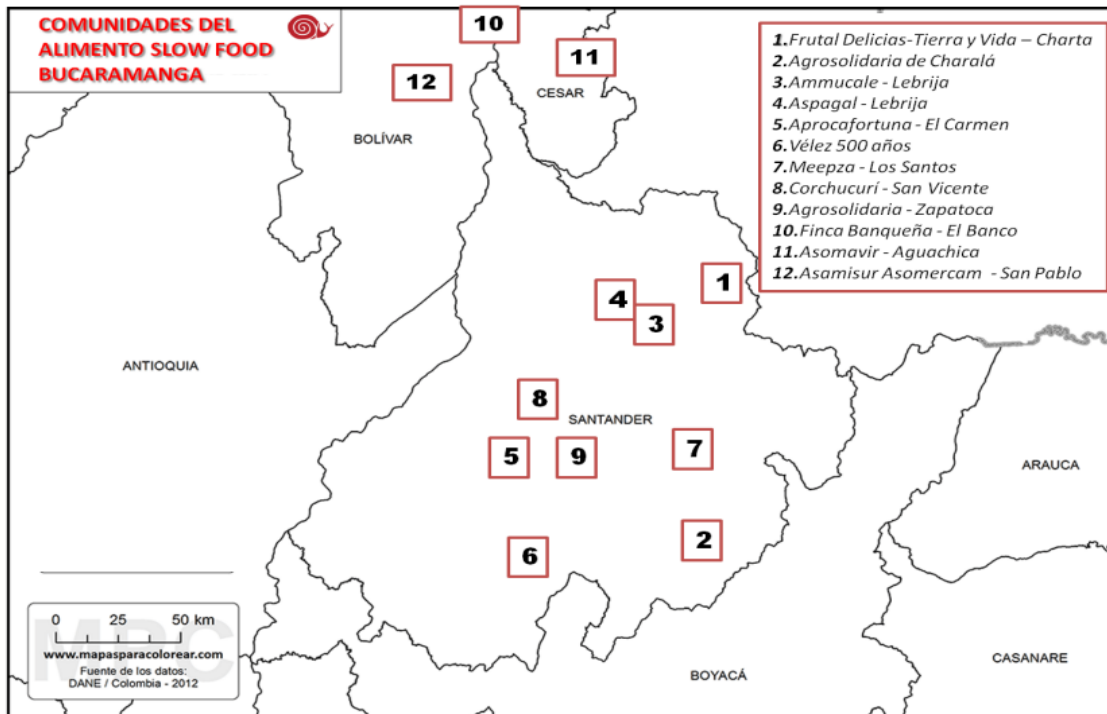 COMUNIDADES DEL
ALIMENTO SLOW FOOD
BUCARAMANGA
10
11
12
CESAR
BOLÍVAR
1.Frutal Delicias-Tierra y Vida – Charta
2.Agrosolidaria de Charalá
3.Ammucale - Lebrija
4.Aspagal - Lebrija
5.Aprocafortuna - El Carmen
6.Vélez 500 años
7.Meepza - Los Santos
8.Corchucurí - San Vicente
9.Agrosolidaria - Zapatoca
10.Finca Banqueña - El Banco
11.Asomavir - Aguachica
12.Asamisur Asomercam - San Pablo
1
4
3
ANTIOQUIA
8
SANTANDER
7
5
9
ARAUCA
2
6
0 25 50 km
MPC
www.mapasparacolorear.com
Fuente de los datos:
DANE / Colombia - 2012
BOYACÁ
CASANARE